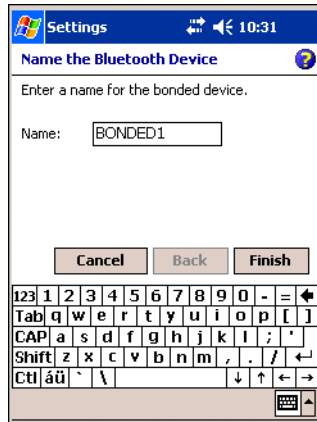 Settings 10:31
Name the Bluetooth Device ?
Enter a name for the bonded device.
Name: BONDED1
Cancel Back Finish
123 1 2 3 4 5 6 7 8 9 0 - =
Tab q w e r t y u i o p [ ]
CAP a s d f g h j k l ; '
Shift z x c v b n m , . /
Ctl áü ` \